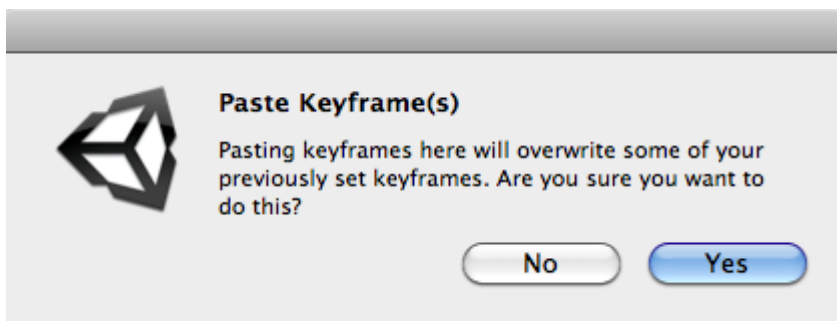 Paste Keyframe(s)
Pasting keyframes here will overwrite some of your
previously set keyframes. Are you sure you want to
do this?
No
Yes